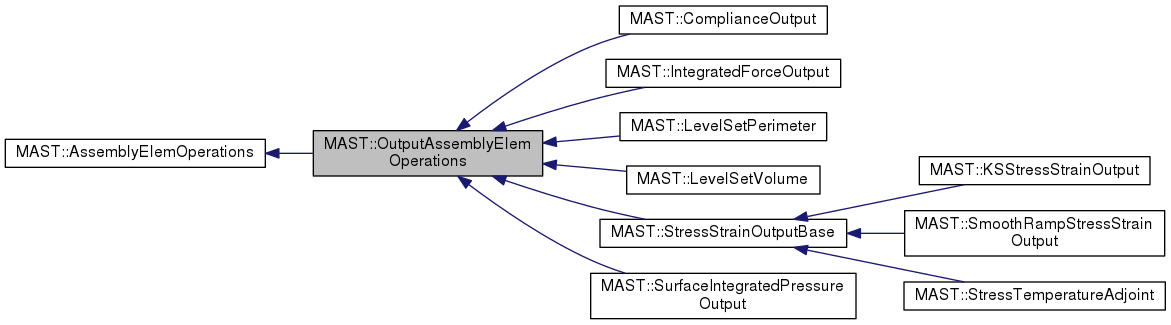 MAST::ComplianceOutput
MAST::IntegratedForceOutput
MAST::LevelSetPerimeter
MAST::AssemblyElemOperations
MAST::OutputAssemblyElem
Operations
MAST::LevelSetVolume
MAST::StressStrainOutputBase
MAST::SurfaceIntegratedPressure
Output
MAST::KSStressStrainOutput
MAST::SmoothRampStressStrain
Output
MAST::StressTemperatureAdjoint